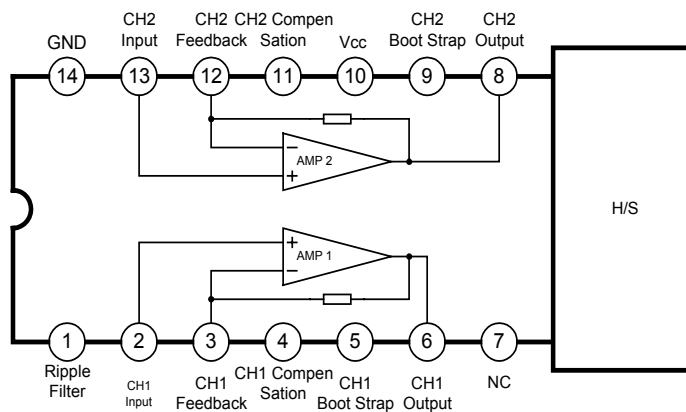 CH2 CH2 CH2 Compen CH2 CH2
GND Input Feedback Sation Vcc Boot Strap Output
14 13 12 11 10 9 8
− AMP 2
+
H/S
+ AMP 1
−
1 2 3 4 5 6 7
Ripple CH1 CH1 CH1 Compen CH1 CH1 NC
Filter Input Feedback Sation Boot Strap Output